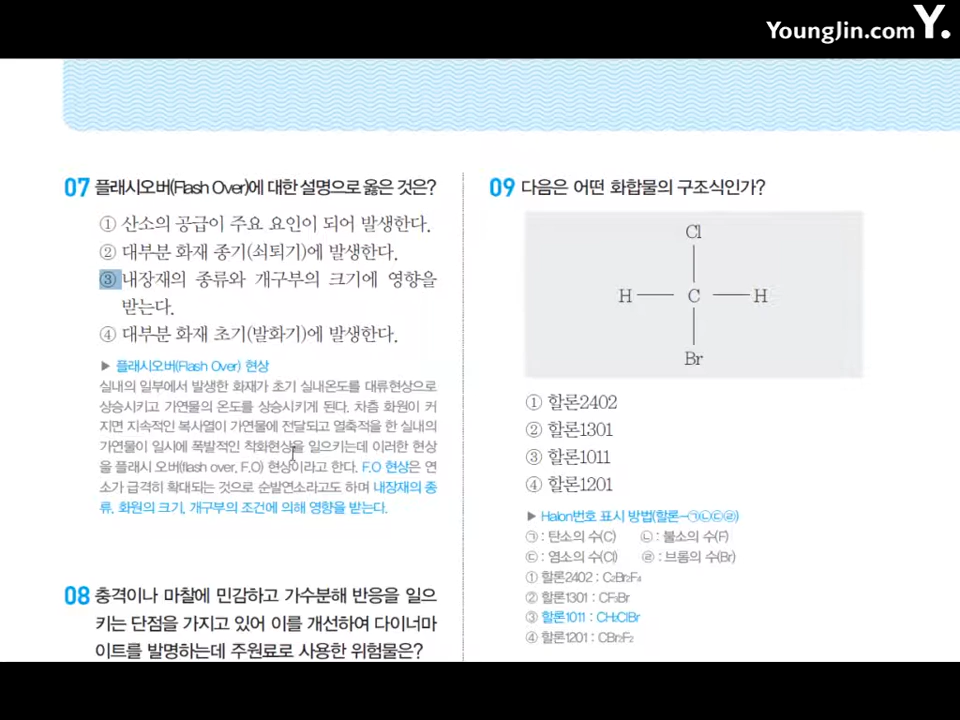 YoungJin.com Y.
07 플래시오버(Flash Over)에 대한 설명으로 옳은 것은?
① 산소의 공급이 주요 요인이 되어 발생한다.
② 대부분 화재 종기(쇠퇴기)에 발생한다.
③ 내장재의 종류와 개구부의 크기에 영향을
받는다.
④ 대부분 화재 초기(발화기)에 발생한다.
▶ 플래시오버(Flash Over) 현상
실내의 일부에서 발생한 화재가 초기 실내온도를 대류현상으로
상승시키고 가연물의 온도를 상승시키게 된다. 차츰 화원이 커
지면 지속적인 복사열이 가연물에 전달되고 열축적을 한 실내의
가연물이 일시에 폭발적인 착화현상을 일으키는데 이러한 현상
을 플래시 오버(flash over, F.O) 현상이라고 한다. F.O 현상은 연
소가 급격히 확대되는 것으로 순발연소라고도 하며 내장재의 종
류, 화원의 크기, 개구부의 조건에 의해 영향을 받는다.
08 충격이나 마찰에 민감하고 가수분해 반응을 일으
키는 단점을 가지고 있어 이를 개선하여 다이너마
이트를 발명하는데 주원료로 사용한 위험물은?
09 다음은 어떤 화합물의 구조식인가?
Cl
H C H
Br
① 할론2402
② 할론1301
③ 할론1011
④ 할론1201
▶ Halon번호 표시 방법(할론-㉠㉡㉢㉣)
㉠ : 탄소의 수(C) ㉡ : 불소의 수(F)
㉢ : 염소의 수(Cl) ㉣ : 브롬의 수(Br)
① 할론2402 : C₂Br₂F₄
② 할론1301 : CF₃Br
③ 할론1011 : CH₂ClBr
④ 할론1201 : CBr₂F₂